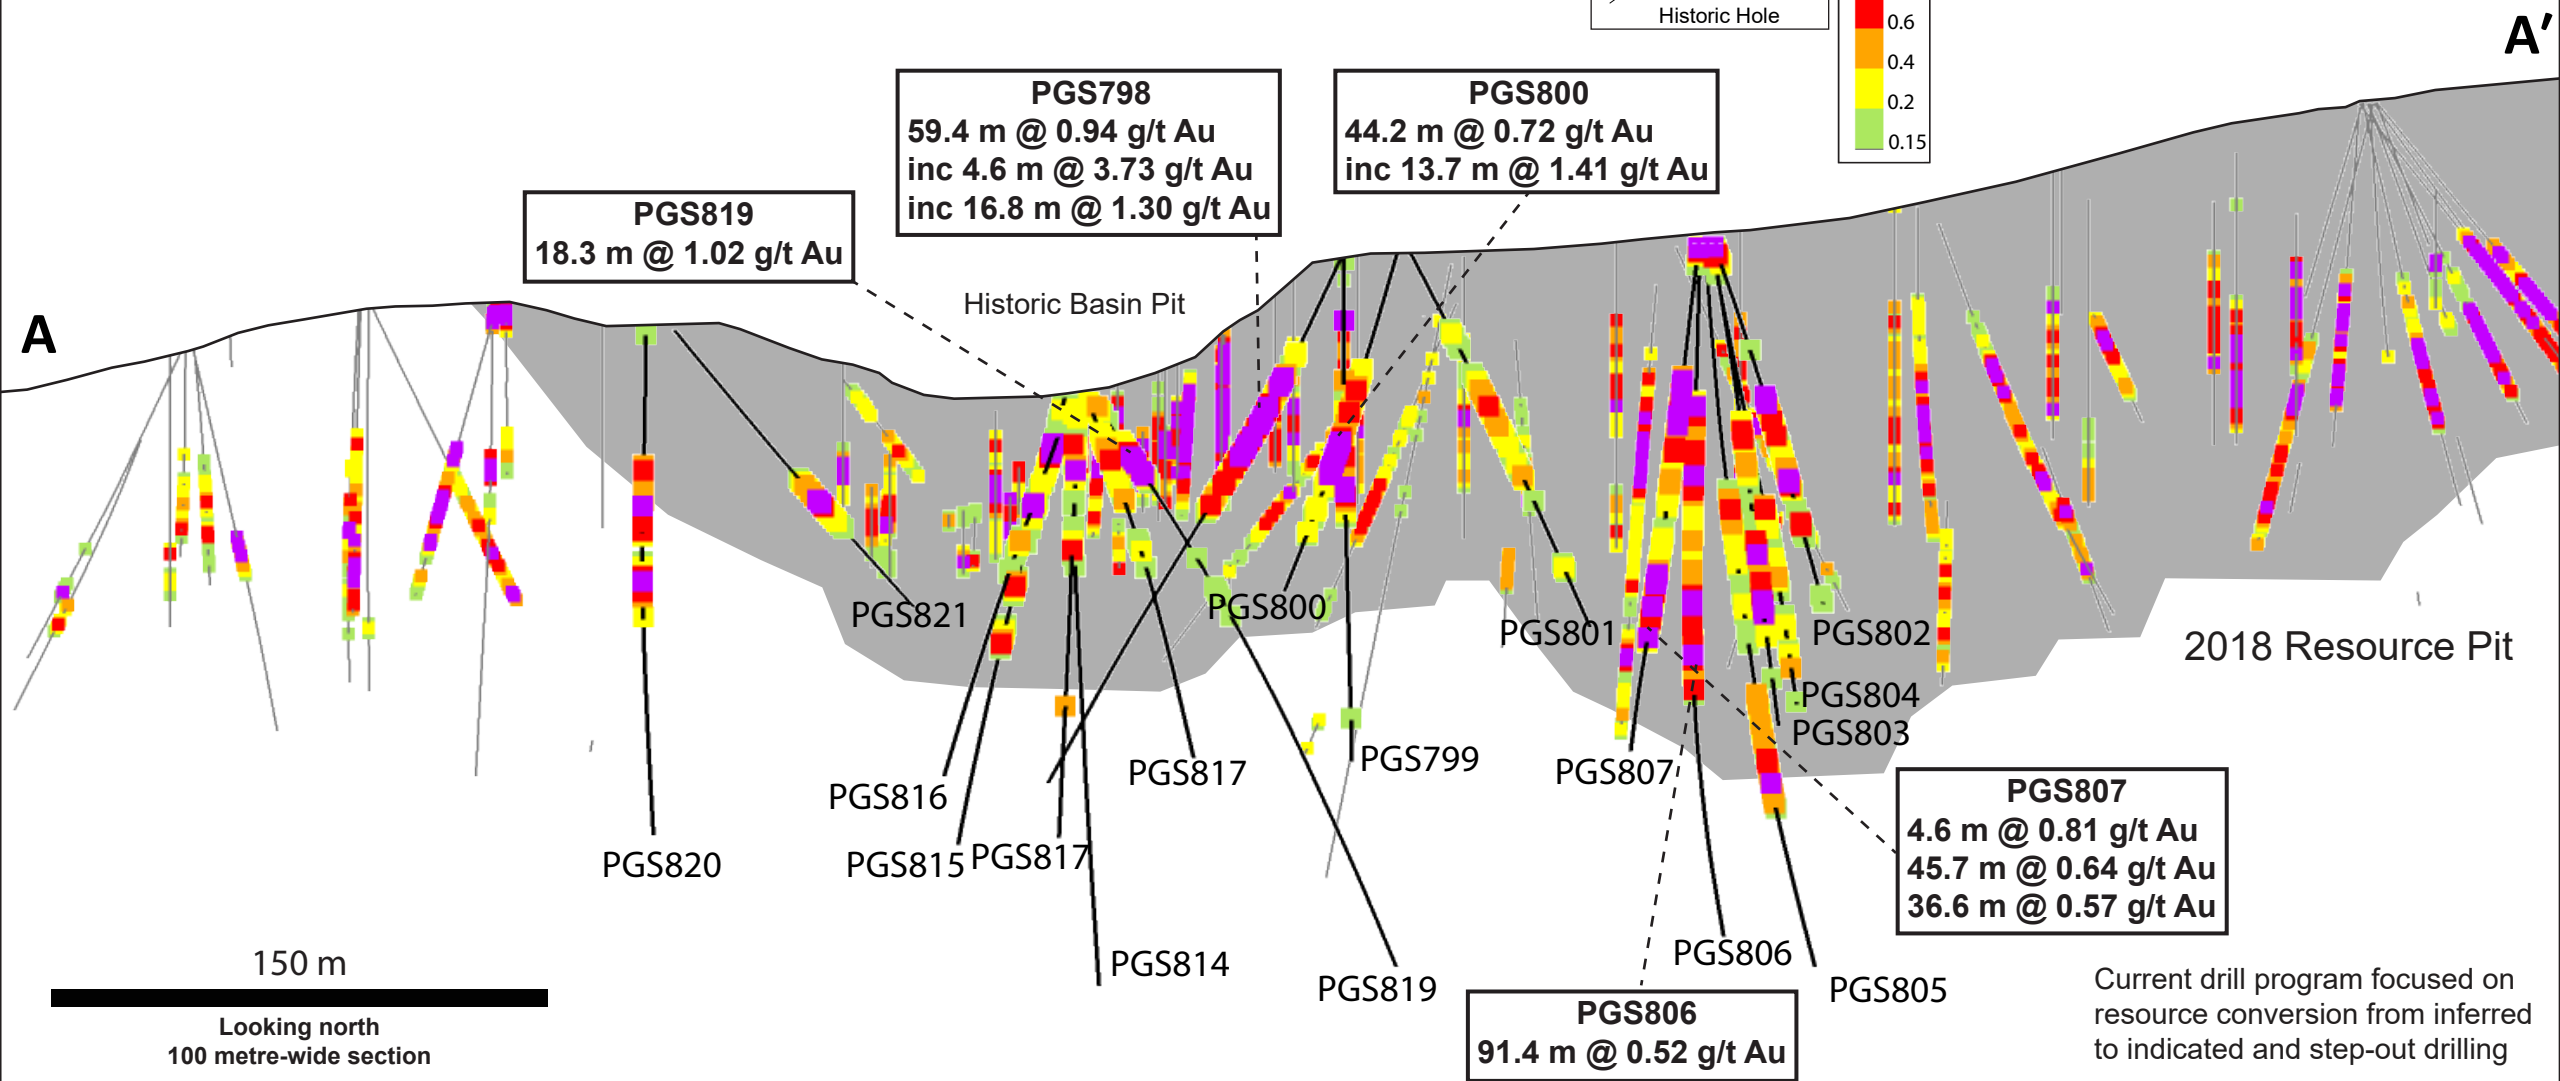 Historic Hole
0.6
0.4
0.2
0.15
A′
A
PGS798
59.4 m @ 0.94 g/t Au
inc 4.6 m @ 3.73 g/t Au
inc 16.8 m @ 1.30 g/t Au
PGS800
44.2 m @ 0.72 g/t Au
inc 13.7 m @ 1.41 g/t Au
PGS819
18.3 m @ 1.02 g/t Au
Historic Basin Pit
PGS821
PGS800
PGS801
PGS802
2018 Resource Pit
PGS804
PGS803
PGS799
PGS817
PGS807
PGS816
PGS820
PGS815
PGS817
PGS807
4.6 m @ 0.81 g/t Au
45.7 m @ 0.64 g/t Au
36.6 m @ 0.57 g/t Au
PGS806
PGS814
PGS819
PGS805
150 m
Looking north
100 metre-wide section
PGS806
91.4 m @ 0.52 g/t Au
Current drill program focused on
resource conversion from inferred
to indicated and step-out drilling